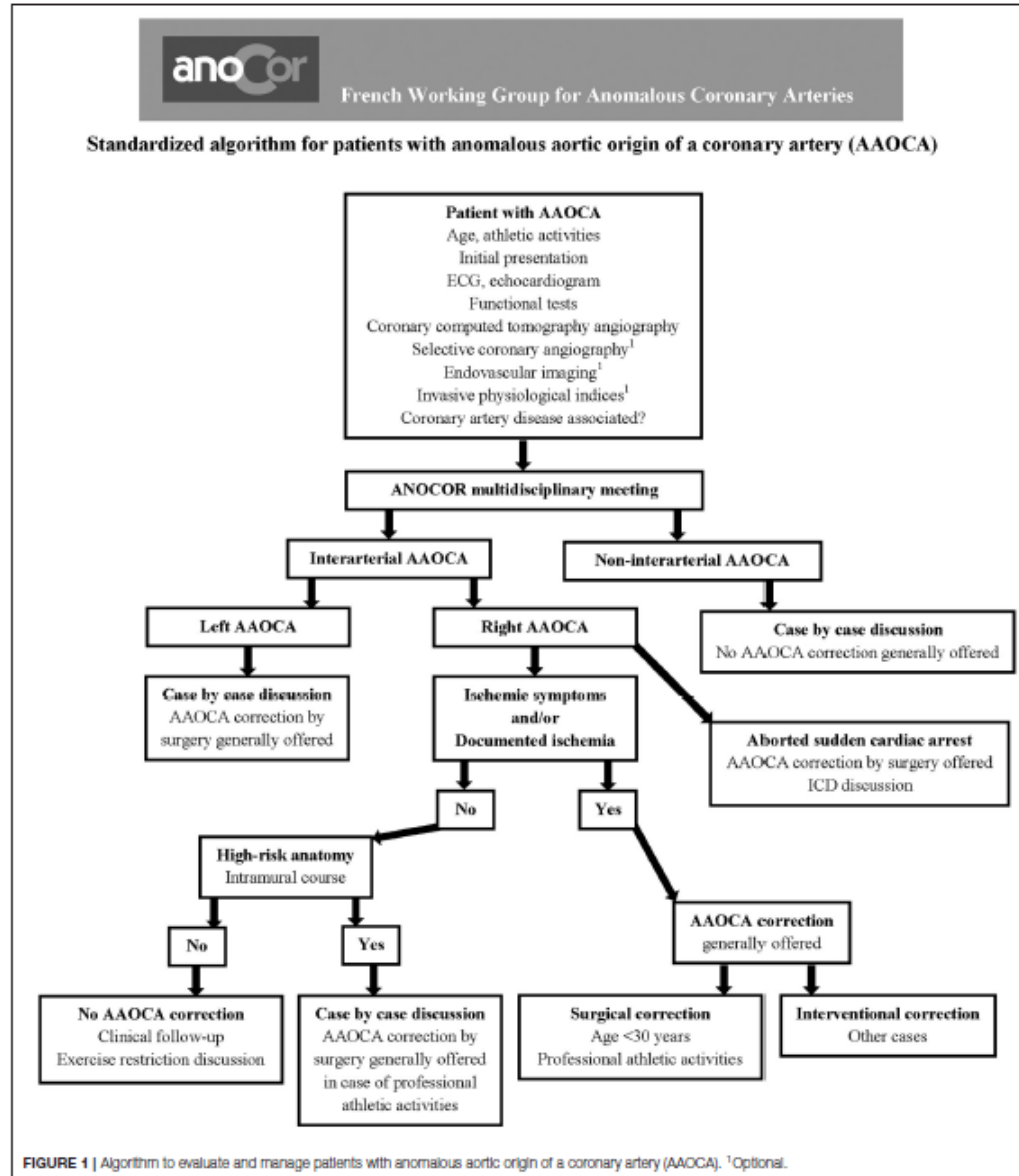 anoCor
French Working Group for Anomalous Coronary Arteries
Standardized algorithm for patients with anomalous aortic origin of a coronary artery (AAOCA)
Patient with AAOCA
Age, athletic activities
Initial presentation
ECG, echocardiogram
Functional tests
Coronary computed tomography angiography
Selective coronary angiography¹
Endovascular imaging¹
Invasive physiological indices¹
Coronary artery disease associated?
ANOCOR multidisciplinary meeting
Interarterial AAOCA
Non-interarterial AAOCA
Left AAOCA
Right AAOCA
Case by case discussion
No AAOCA correction generally offered
Case by case discussion
AAOCA correction by
surgery generally offered
Ischemic symptoms
and/or
Documented ischemia
Aborted sudden cardiac arrest
AAOCA correction by surgery offered
ICD discussion
No
Yes
High-risk anatomy
Intramural course
AAOCA correction
generally offered
No
Yes
No AAOCA correction
Clinical follow-up
Exercise restriction discussion
Case by case discussion
AAOCA correction by
surgery generally offered
in case of professional
athletic activities
Surgical correction
Age <30 years
Professional athletic activities
Interventional correction
Other cases
FIGURE 1 | Algorithm to evaluate and manage patients with anomalous aortic origin of a coronary artery (AAOCA). ¹Optional.